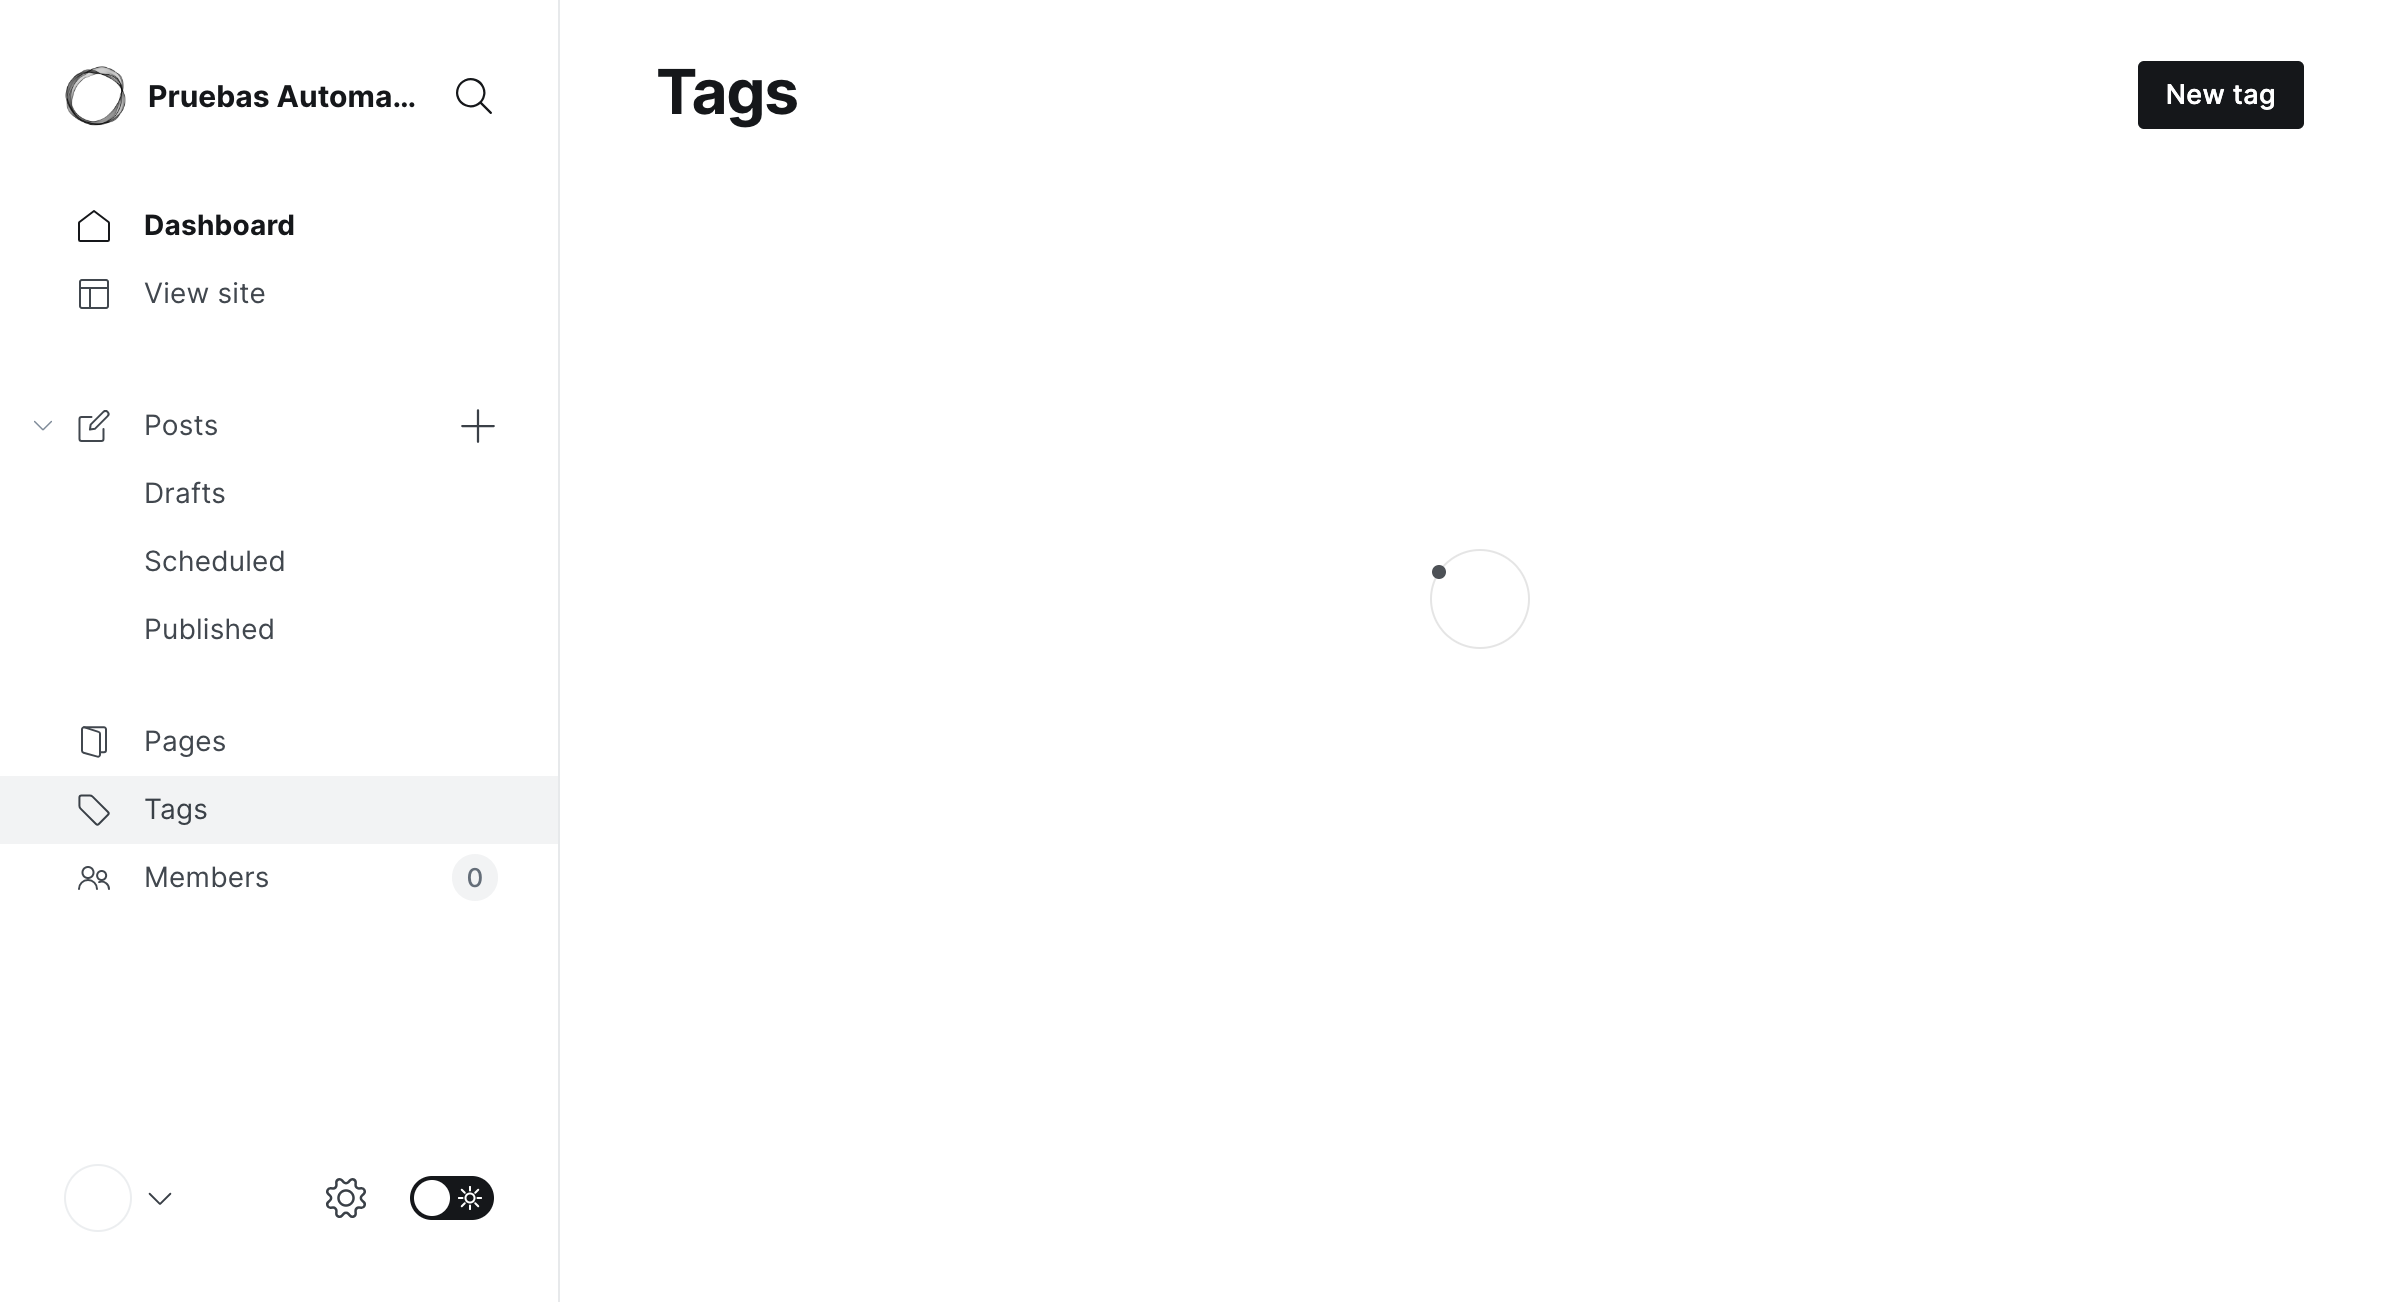 Pruebas Automa...
Tags
New tag
Dashboard
View site
Posts
Drafts
Scheduled
Published
Pages
Tags
Members
0